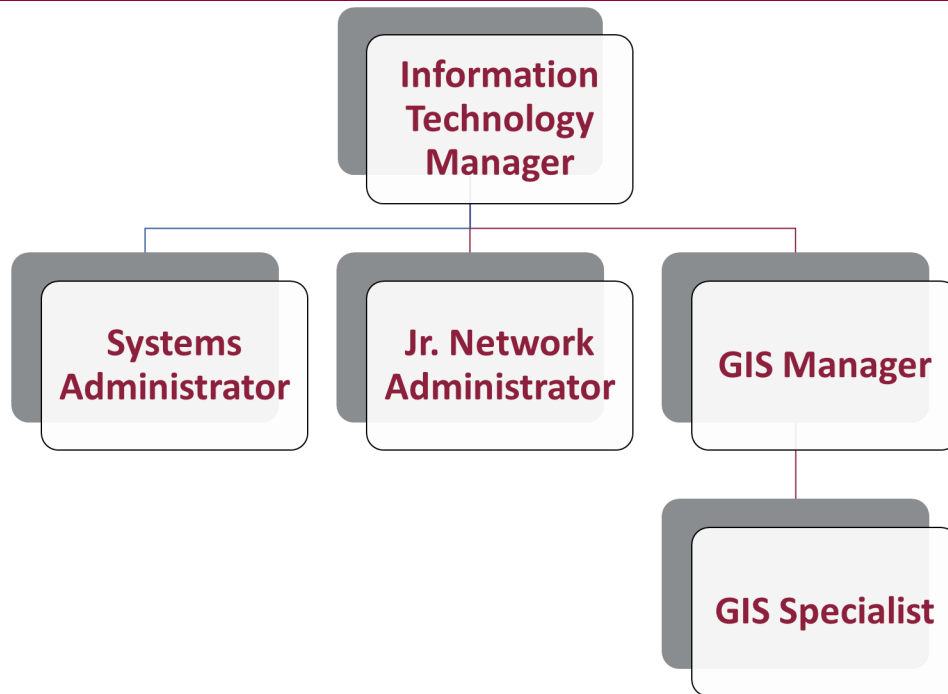 Information
Technology
Manager
Systems
Administrator
Jr. Network
Administrator
GIS Manager
GIS Specialist